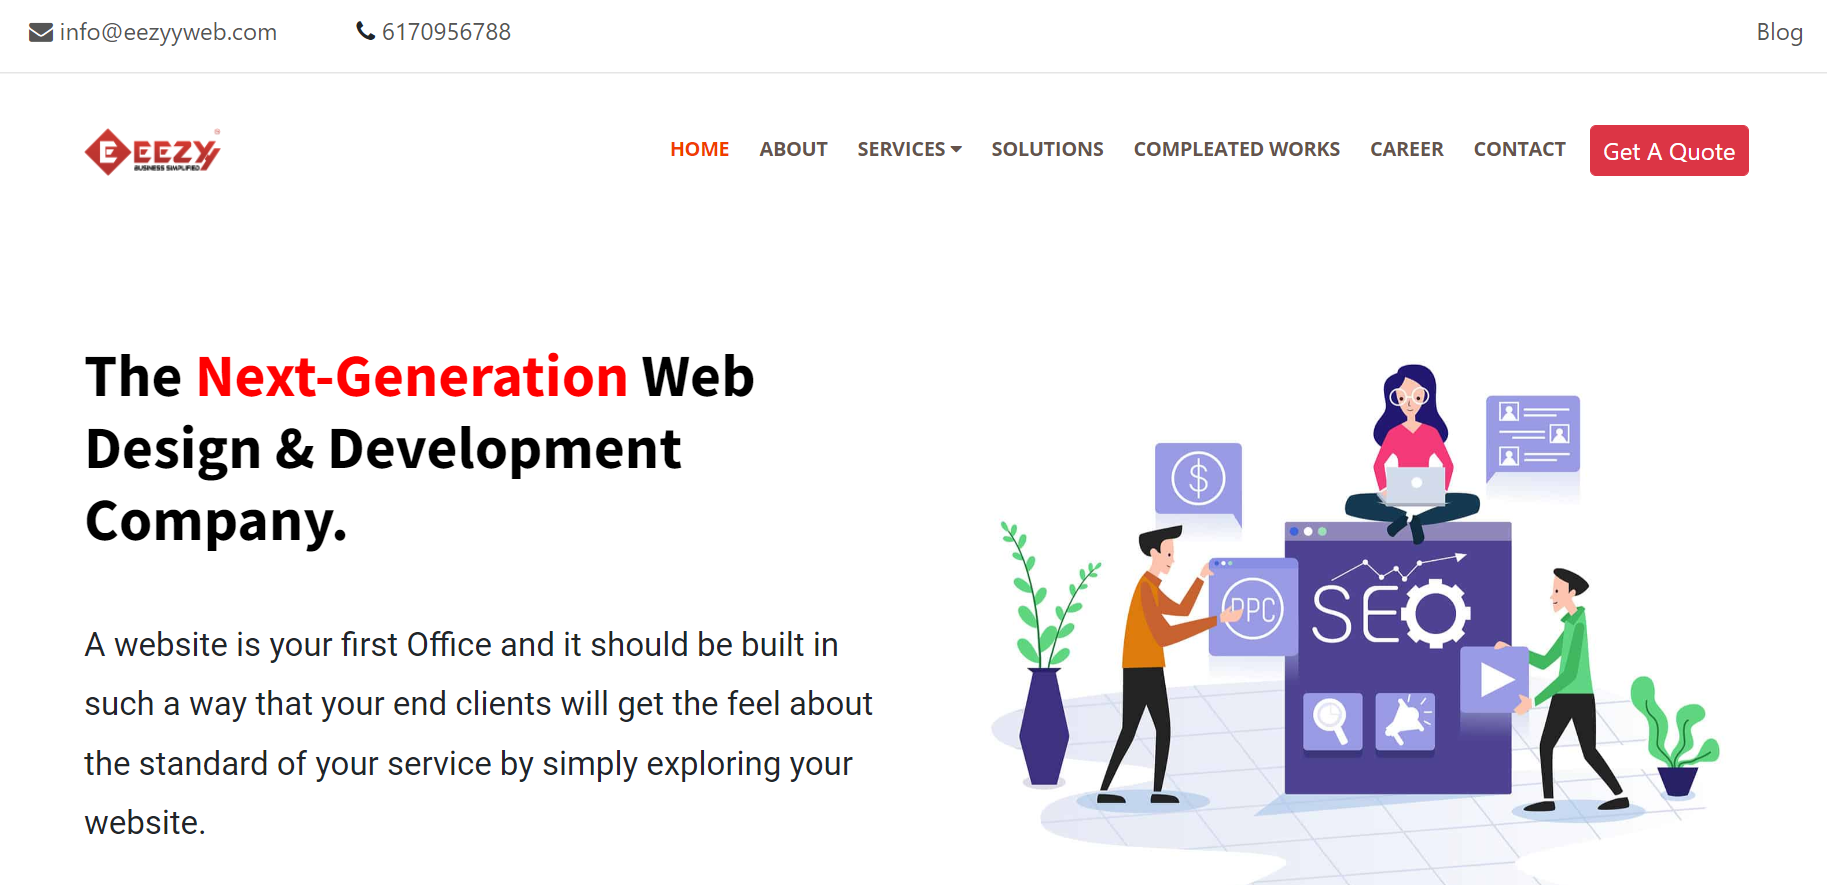 info@eezyyweb.com
6170956788
Blog
E EEZYY
BUSINESS SIMPLIFIED
HOME
ABOUT
SERVICES
SOLUTIONS
COMPLEATED WORKS
CAREER
CONTACT
Get A Quote
The Next-Generation Web
Design & Development
Company.
A website is your first Office and it should be built in
such a way that your end clients will get the feel about
the standard of your service by simply exploring your
website.
$
PPC
SEO